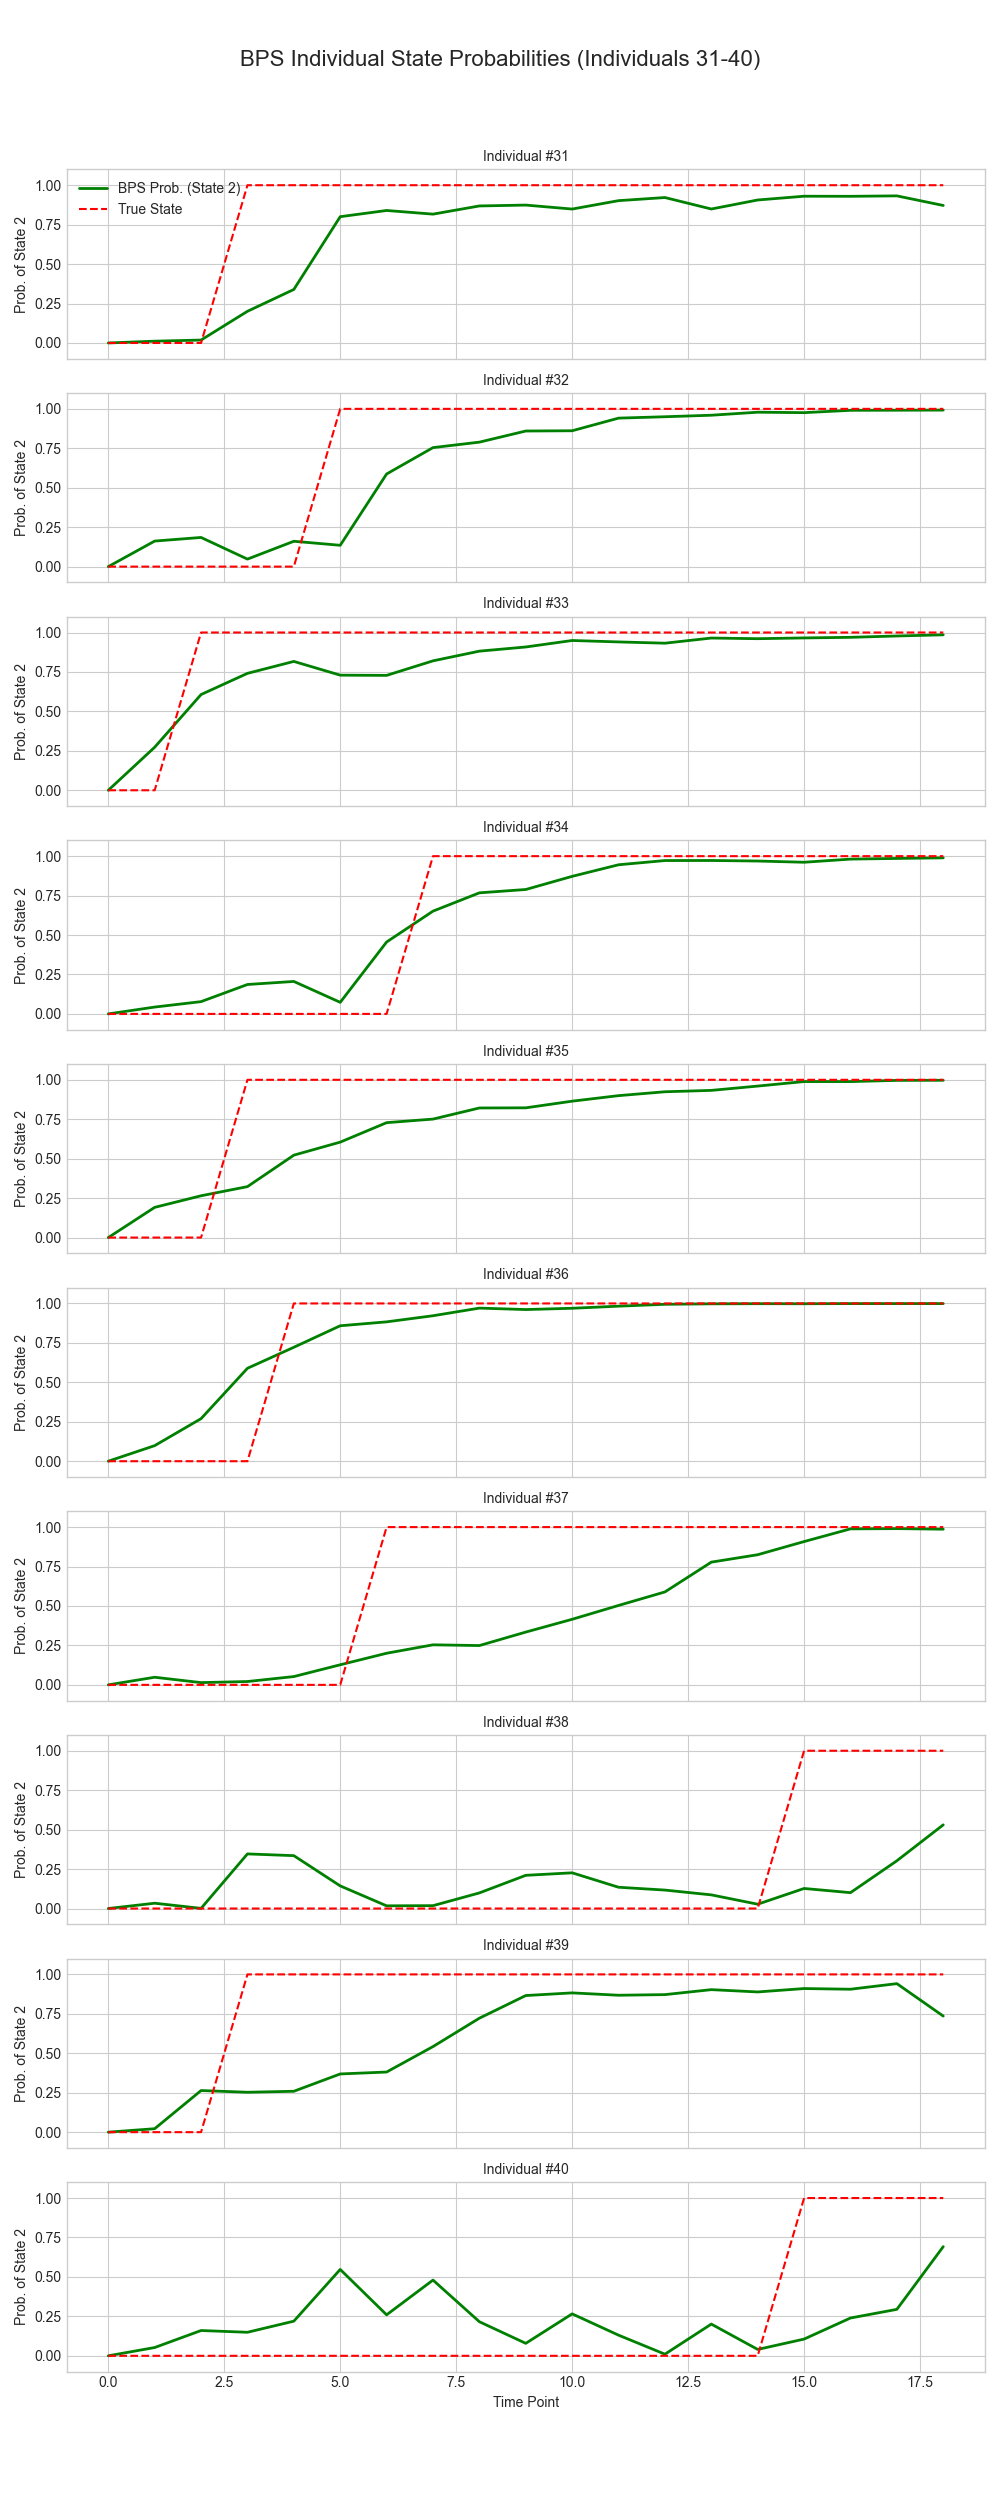 BPS Individual State Probabilities (Individuals 31-40)
Individual #31
BPS Prob. (State 2)
True State
Prob. of State 2
1.00
0.75
0.50
0.25
0.00
Individual #32
Prob. of State 2
1.00
0.75
0.50
0.25
0.00
Individual #33
Prob. of State 2
1.00
0.75
0.50
0.25
0.00
Individual #34
Prob. of State 2
1.00
0.75
0.50
0.25
0.00
Individual #35
Prob. of State 2
1.00
0.75
0.50
0.25
0.00
Individual #36
Prob. of State 2
1.00
0.75
0.50
0.25
0.00
Individual #37
Prob. of State 2
1.00
0.75
0.50
0.25
0.00
Individual #38
Prob. of State 2
1.00
0.75
0.50
0.25
0.00
Individual #39
Prob. of State 2
1.00
0.75
0.50
0.25
0.00
Individual #40
Prob. of State 2
1.00
0.75
0.50
0.25
0.00
0.0 2.5 5.0 7.5 10.0 12.5 15.0 17.5
Time Point